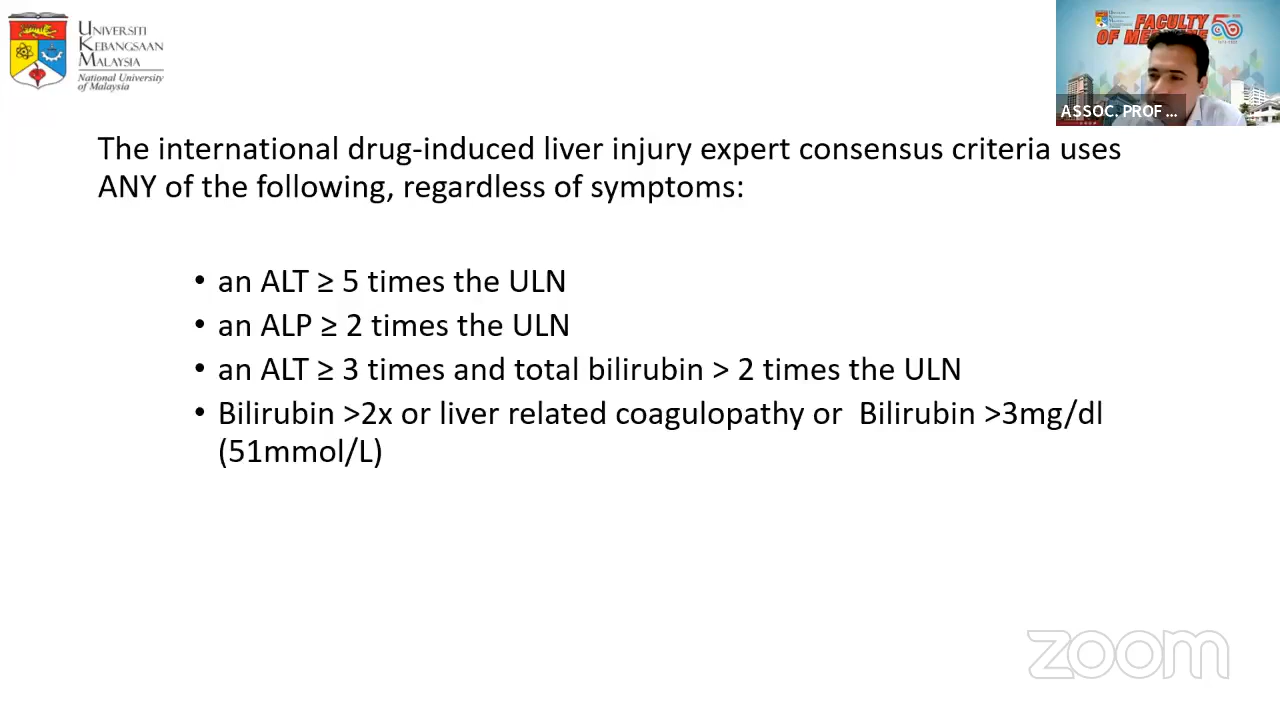 UNIVERSITI
KEBANGSAAN
MALAYSIA
National University
of Malaysia
FACULTY
ASSOC. PROF ...
The international drug-induced liver injury expert consensus criteria uses
ANY of the following, regardless of symptoms:
• an ALT ≥ 5 times the ULN
• an ALP ≥ 2 times the ULN
• an ALT ≥ 3 times and total bilirubin > 2 times the ULN
• Bilirubin >2x or liver related coagulopathy or Bilirubin >3mg/dl
(51mmol/L)
zoom